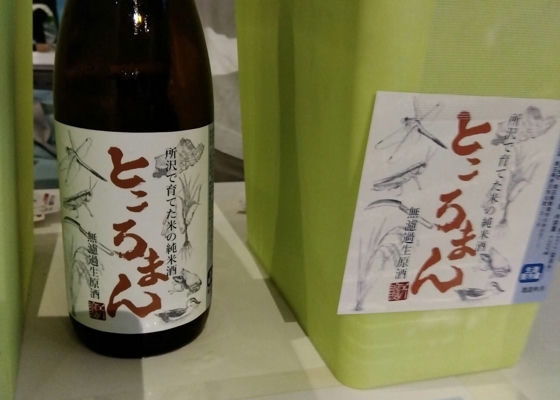 所沢で育てた米の純米酒
ところまん
無濾過生原酒
所沢で育てた米の純米酒
ところまん
無濾過生原酒